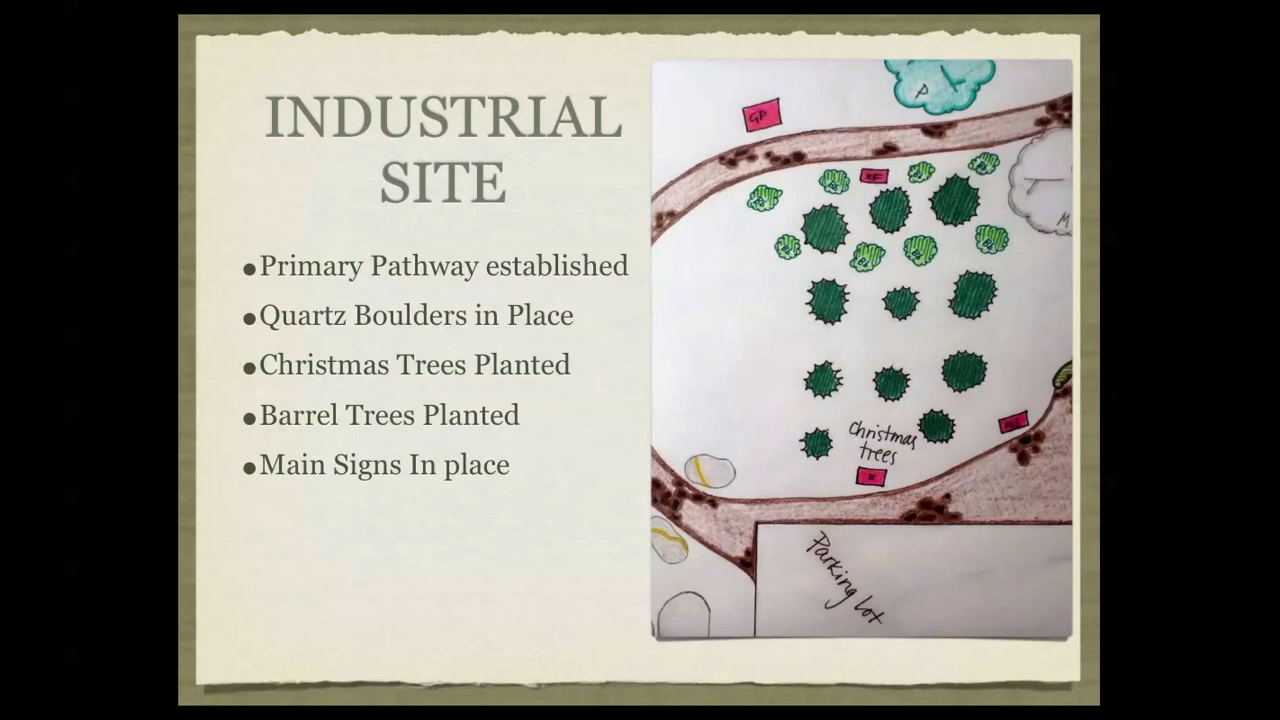 INDUSTRIAL
SITE
•Primary Pathway established
•Quartz Boulders in Place
•Christmas Trees Planted
•Barrel Trees Planted
•Main Signs In place
P
GP
M
Christmas
trees
X
Parking Lot